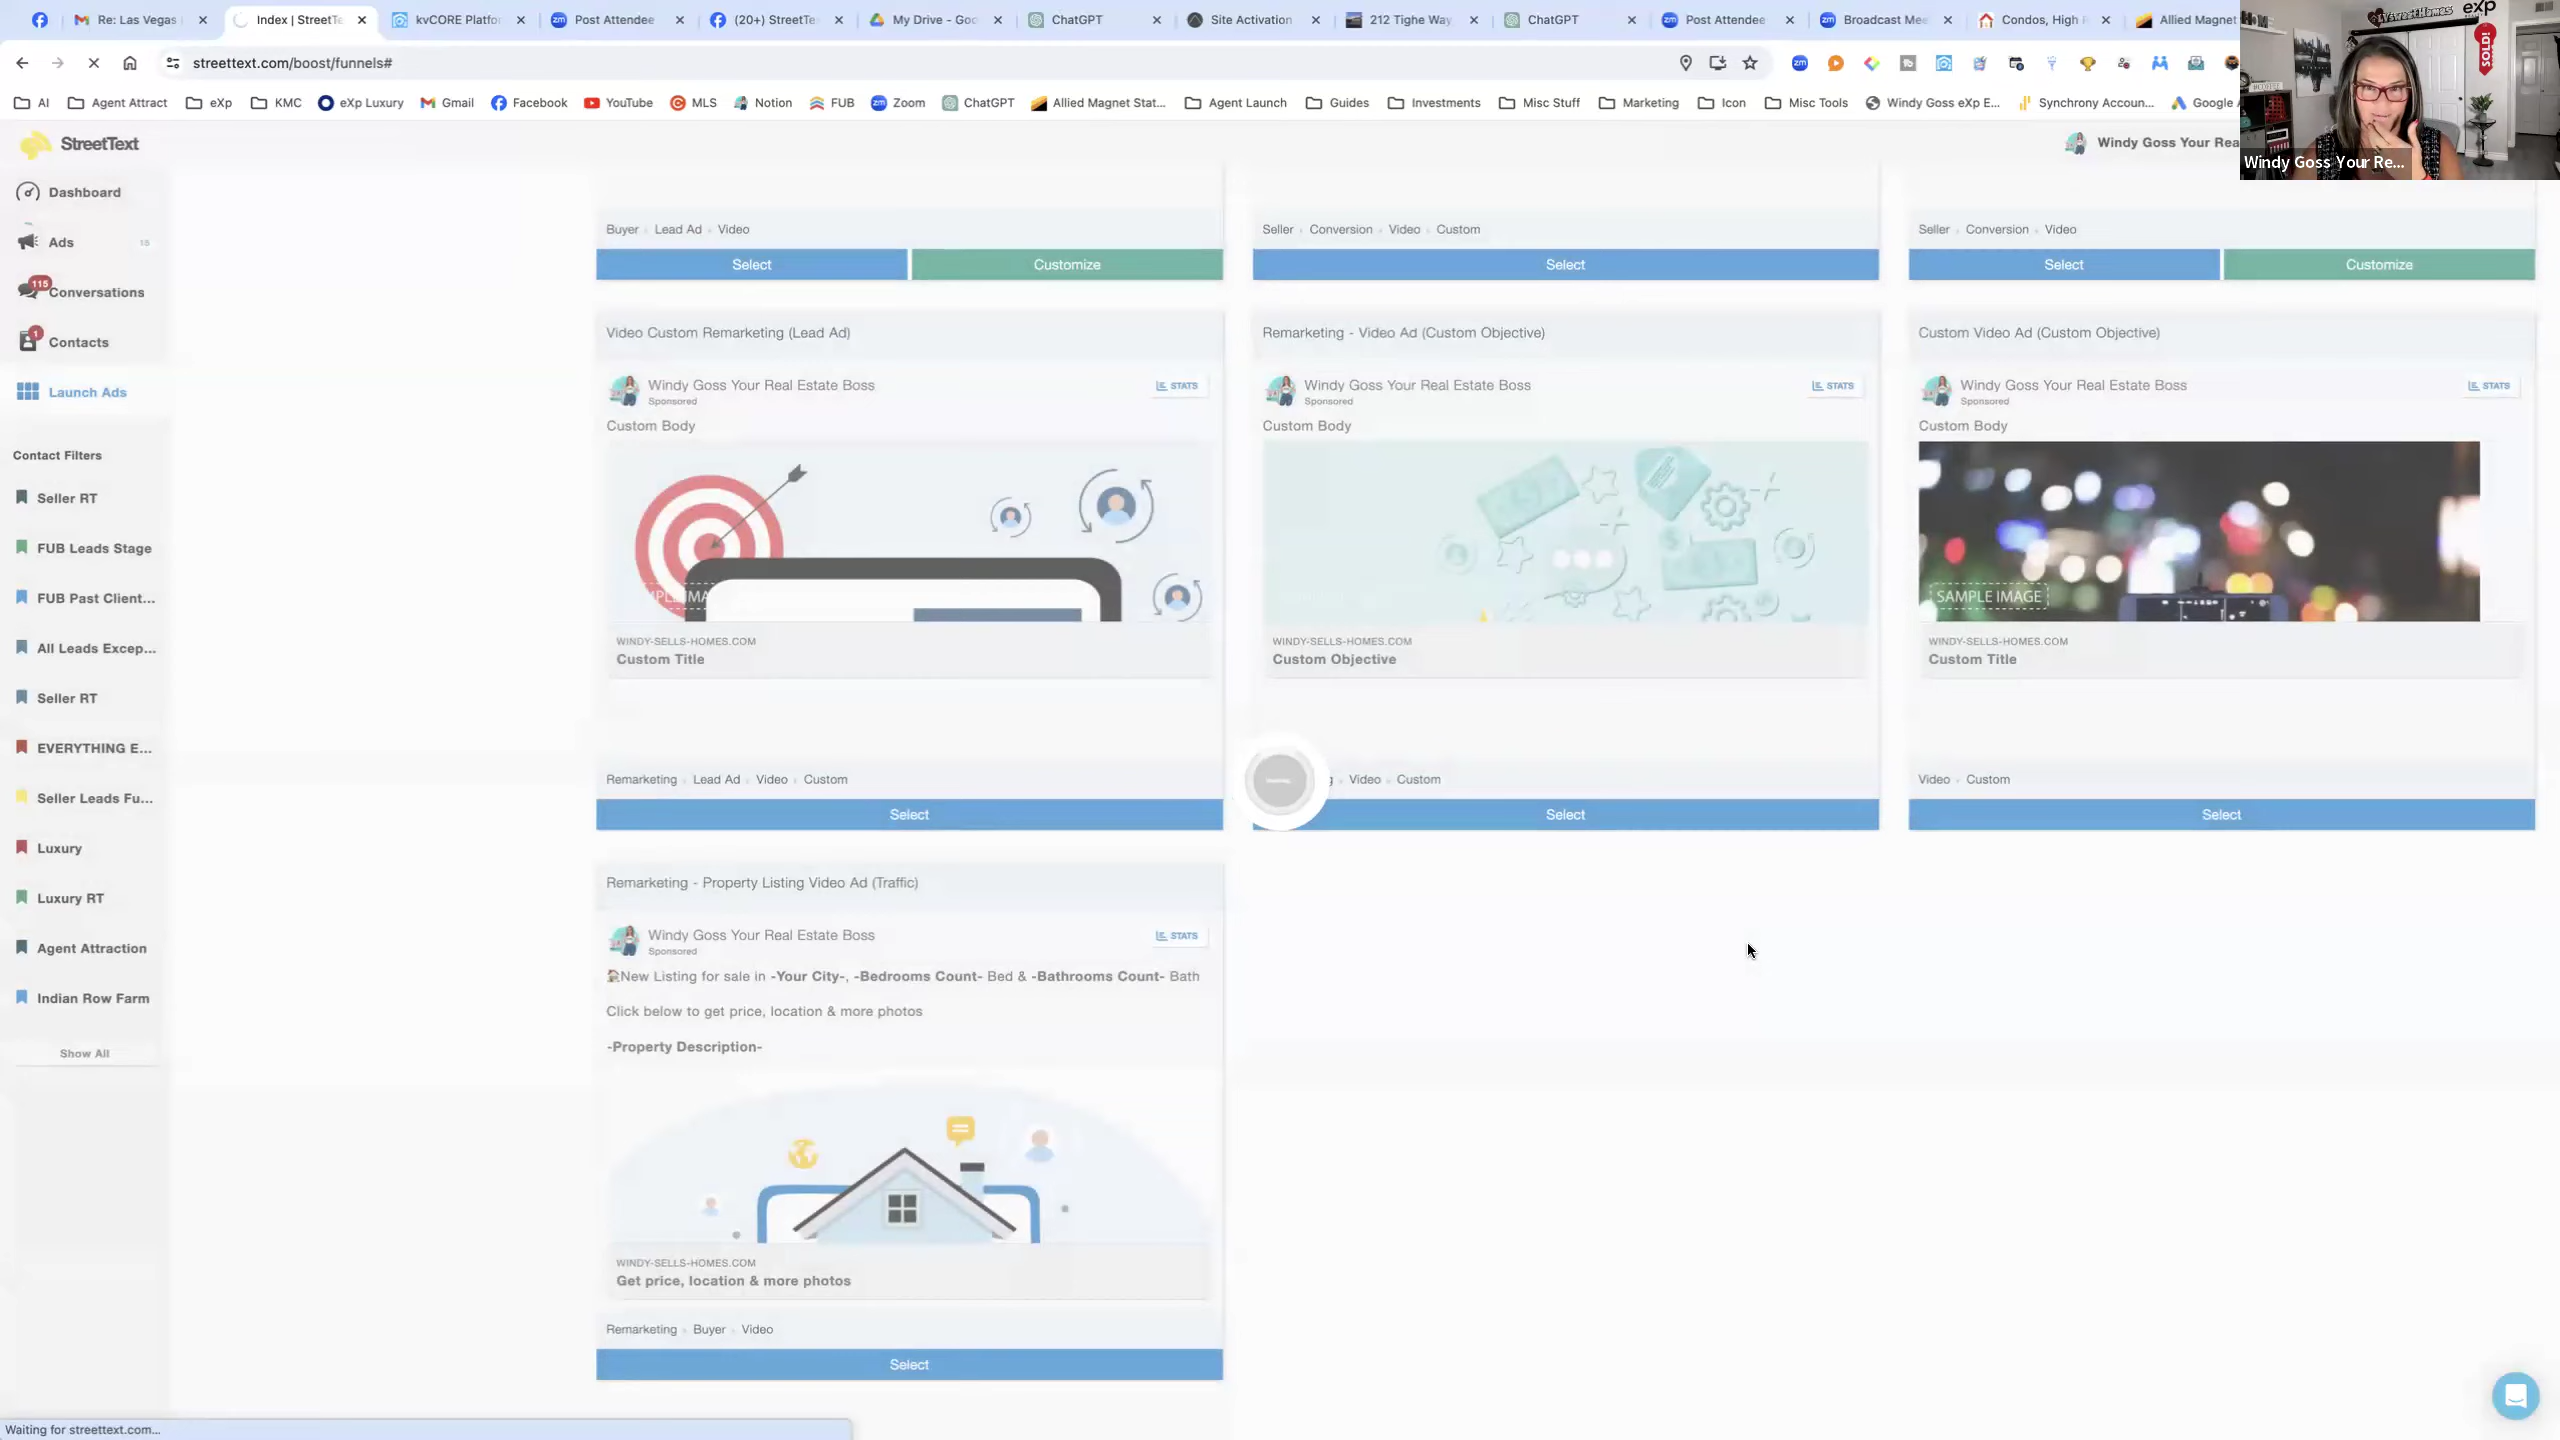 Re: Las Vegas
Index | StreetTe
kvCORE Platfor
Post Attendee
(20+) StreetTe
My Drive - Goo
ChatGPT
Site Activation
212 Tighe Way
ChatGPT
Post Attendee
Broadcast Mee
Condos, High R
Allied Magnet
streettext.com/boost/funnels#
AI
Agent Attract
eXp
KMC
eXp Luxury
Gmail
Facebook
YouTube
MLS
Notion
FUB
Zoom
ChatGPT
Allied Magnet Stat...
Agent Launch
Guides
Investments
Misc Stuff
Marketing
Icon
Misc Tools
Windy Goss eXp E...
Synchrony Accoun...
Google A
eXp
SOLD!
Windy Goss Your Re...
StreetText
Windy Goss Your Rea
Dashboard
Ads 15
115 Conversations
1 Contacts
Launch Ads
Contact Filters
Seller RT
FUB Leads Stage
FUB Past Client...
All Leads Excep...
Seller RT
EVERYTHING E...
Seller Leads Fu...
Luxury
Luxury RT
Agent Attraction
Indian Row Farm
Show All
Buyer Lead Ad Video
Select Customize
Seller Conversion Video Custom
Select
Seller Conversion Video
Select Customize
Video Custom Remarketing (Lead Ad)
Windy Goss Your Real Estate Boss
Sponsored
STATS
Custom Body
WINDY-SELLS-HOMES.COM
Custom Title
Remarketing Lead Ad Video Custom
Select
Remarketing - Video Ad (Custom Objective)
Windy Goss Your Real Estate Boss
Sponsored
STATS
Custom Body
WINDY-SELLS-HOMES.COM
Custom Objective
Video Custom
Select
Custom Video Ad (Custom Objective)
Windy Goss Your Real Estate Boss
Sponsored
STATS
Custom Body
SAMPLE IMAGE
WINDY-SELLS-HOMES.COM
Custom Title
Video Custom
Select
Remarketing - Property Listing Video Ad (Traffic)
Windy Goss Your Real Estate Boss
Sponsored
STATS
New Listing for sale in -Your City-, -Bedrooms Count- Bed & -Bathrooms Count- Bath
Click below to get price, location & more photos
-Property Description-
WINDY-SELLS-HOMES.COM
Get price, location & more photos
Remarketing Buyer Video
Select
Waiting for streettext.com...